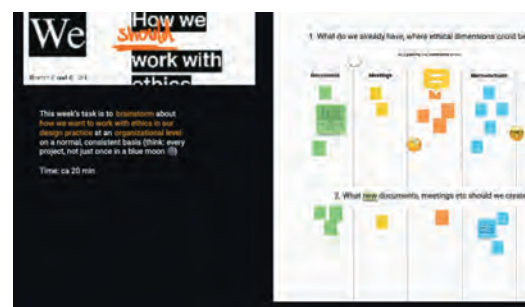 We
How we
should
work with
ethics
This week's task is to brainstorm about
how we want to work with ethics in our
design practice at an organizational level
on a normal, consistent basis (think: every
project, not just once in a blue moon
Time: ca 20 min
1. What do we already have, where ethical dimensions could be
Documents
Meetings
2. What new documents, meetings etc should we create